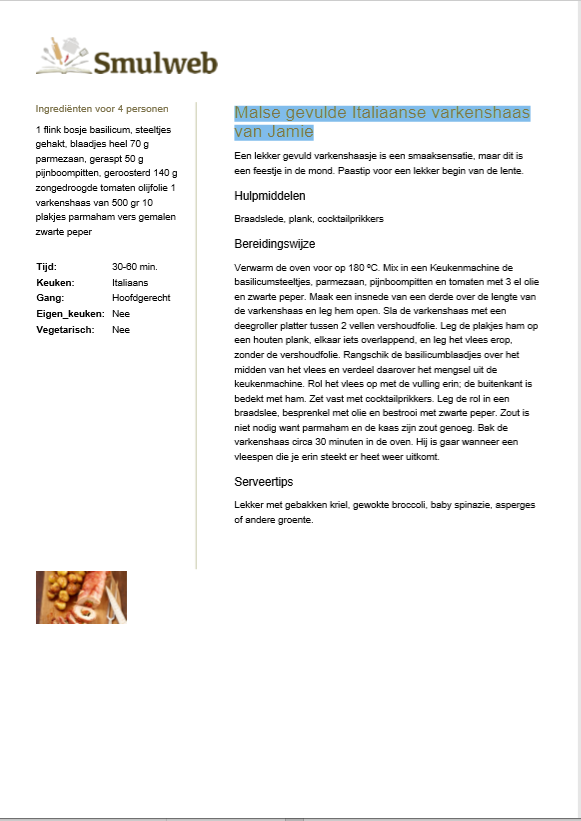 Smulweb
Ingrediënten voor 4 personen
1 flink bosje basilicum, steeltjes
gehakt, blaadjes heel 70 g
parmezaan, geraspt 50 g
pijnboompitten, geroosterd 140 g
zongedroogde tomaten olijfolie 1
varkenshaas van 500 gr 10
plakjes parmaham vers gemalen
zwarte peper
Tijd: 30-60 min.
Keuken: Italiaans
Gang: Hoofdgerecht
Eigen_keuken: Nee
Vegetarisch: Nee
Malse gevulde Italiaanse varkenshaas
van Jamie
Een lekker gevuld varkenshaasje is een smaaksensatie, maar dit is
een feestje in de mond. Paastip voor een lekker begin van de lente.
Hulpmiddelen
Braadslede, plank, cocktailprikkers
Bereidingswijze
Verwarm de oven voor op 180 ºC. Mix in een Keukenmachine de
basilicumsteeltjes, parmezaan, pijnboompitten en tomaten met 3 el olie
en zwarte peper. Maak een insnede van een derde over de lengte van
de varkenshaas en leg hem open. Sla de varkenshaas met een
deegroller platter tussen 2 vellen vershoudfolie. Leg de plakjes ham op
een houten plank, elkaar iets overlappend, en leg het vlees erop,
zonder de vershoudfolie. Rangschik de basilicumblaadjes over het
midden van het vlees en verdeel daarover het mengsel uit de
keukenmachine. Rol het vlees op met de vulling erin; de buitenkant is
bedekt met ham. Zet vast met cocktailprikkers. Leg de rol in een
braadslee, besprenkel met olie en bestrooi met zwarte peper. Zout is
niet nodig want parmaham en de kaas zijn zout genoeg. Bak de
varkenshaas circa 30 minuten in de oven. Hij is gaar wanneer een
vleespen die je erin steekt er heet weer uitkomt.
Serveertips
Lekker met gebakken kriel, gewokte broccoli, baby spinazie, asperges
of andere groente.